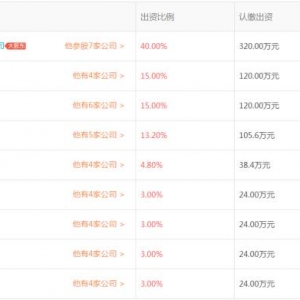 出资比例 认缴出资
司 大股东 他参股7家公司 > 40.00% 320.00万元
他有4家公司 > 15.00% 120.00万元
他有6家公司 > 15.00% 120.00万元
他有5家公司 > 13.20% 105.6万元
他有4家公司 > 4.80% 38.4万元
他有4家公司 > 3.00% 24.00万元
他有4家公司 > 3.00% 24.00万元
他有4家公司 > 3.00% 24.00万元
他有4家公司 > 3.00% 24.00万元